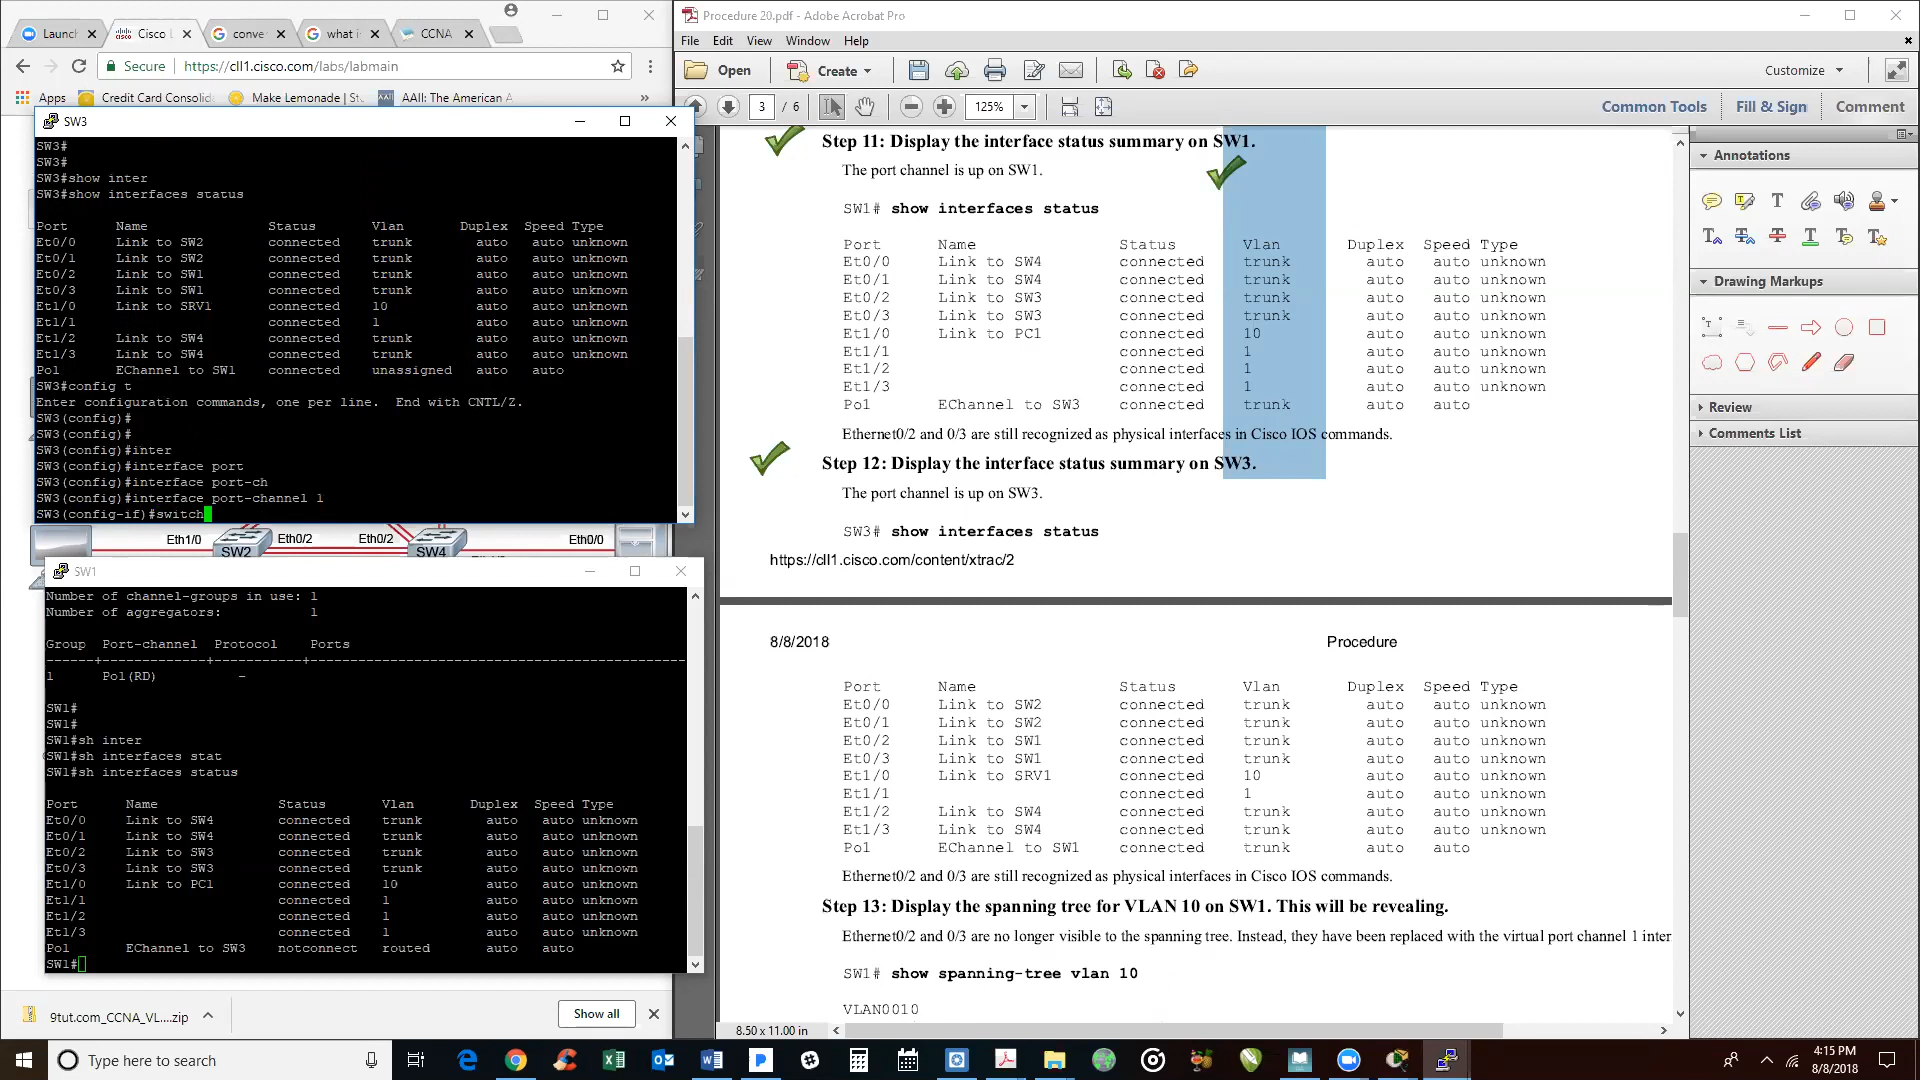 Launch
Cisco L
conve
what i
CCNA
Secure
https://cll1.cisco.com/labs/labmain
Apps
Credit Card Consolid
Make Lemonade | St
AAII: The American A
»
SW3
SW3#
SW3#
SW3#show inter
SW3#show interfaces status
Port Name Status Vlan Duplex Speed Type
Et0/0 Link to SW2 connected trunk auto auto unknown
Et0/1 Link to SW2 connected trunk auto auto unknown
Et0/2 Link to SW1 connected trunk auto auto unknown
Et0/3 Link to SW1 connected trunk auto auto unknown
Et1/0 Link to SRV1 connected 10 auto auto unknown
Et1/1 connected 1 auto auto unknown
Et1/2 Link to SW4 connected trunk auto auto unknown
Et1/3 Link to SW4 connected trunk auto auto unknown
Po1 EChannel to SW1 connected unassigned auto auto
SW3#config t
Enter configuration commands, one per line. End with CNTL/Z.
SW3(config)#
SW3(config)#
SW3(config)#inter
SW3(config)#interface port
SW3(config)#interface port-ch
SW3(config)#interface port-channel 1
SW3(config-if)#switch
Eth1/0 SW2 Eth0/2 Eth0/2 SW4 Eth0/0
SW1
Number of channel-groups in use: 1
Number of aggregators: 1
Group Port-channel Protocol Ports
------+-------------+-----------+-----------------------------------------------
1 Po1(RD) -
SW1#
SW1#
SW1#sh inter
SW1#sh interfaces stat
SW1#sh interfaces status
Port Name Status Vlan Duplex Speed Type
Et0/0 Link to SW4 connected trunk auto auto unknown
Et0/1 Link to SW4 connected trunk auto auto unknown
Et0/2 Link to SW3 connected trunk auto auto unknown
Et0/3 Link to SW3 connected trunk auto auto unknown
Et1/0 Link to PC1 connected 10 auto auto unknown
Et1/1 connected 1 auto auto unknown
Et1/2 connected 1 auto auto unknown
Et1/3 connected 1 auto auto unknown
Po1 EChannel to SW3 notconnect routed auto auto
SW1#
9tut.com_CCNA_VL....zip
Show all
Procedure 20.pdf - Adobe Acrobat Pro
File Edit View Window Help
Open
Create
Customize
3 / 6
125%
Common Tools
Fill & Sign
Comment
Step 11: Display the interface status summary on SW1.
The port channel is up on SW1.
SW1# show interfaces status
Port Name Status Vlan Duplex Speed Type
Et0/0 Link to SW4 connected trunk auto auto unknown
Et0/1 Link to SW4 connected trunk auto auto unknown
Et0/2 Link to SW3 connected trunk auto auto unknown
Et0/3 Link to SW3 connected trunk auto auto unknown
Et1/0 Link to PC1 connected 10 auto auto unknown
Et1/1 connected 1 auto auto unknown
Et1/2 connected 1 auto auto unknown
Et1/3 connected 1 auto auto unknown
Po1 EChannel to SW3 connected trunk auto auto
Ethernet0/2 and 0/3 are still recognized as physical interfaces in Cisco IOS commands.
Step 12: Display the interface status summary on SW3.
The port channel is up on SW3.
SW3# show interfaces status
https://cll1.cisco.com/content/xtrac/2
8/8/2018 Procedure
Port Name Status Vlan Duplex Speed Type
Et0/0 Link to SW2 connected trunk auto auto unknown
Et0/1 Link to SW2 connected trunk auto auto unknown
Et0/2 Link to SW1 connected trunk auto auto unknown
Et0/3 Link to SW1 connected trunk auto auto unknown
Et1/0 Link to SRV1 connected 10 auto auto unknown
Et1/1 connected 1 auto auto unknown
Et1/2 Link to SW4 connected trunk auto auto unknown
Et1/3 Link to SW4 connected trunk auto auto unknown
Po1 EChannel to SW1 connected trunk auto auto
Ethernet0/2 and 0/3 are still recognized as physical interfaces in Cisco IOS commands.
Step 13: Display the spanning tree for VLAN 10 on SW1. This will be revealing.
Ethernet0/2 and 0/3 are no longer visible to the spanning tree. Instead, they have been replaced with the virtual port channel 1 inter
SW1# show spanning-tree vlan 10
VLAN0010
8.50 x 11.00 in
Annotations
Drawing Markups
Review
Comments List
Type here to search
4:15 PM
8/8/2018